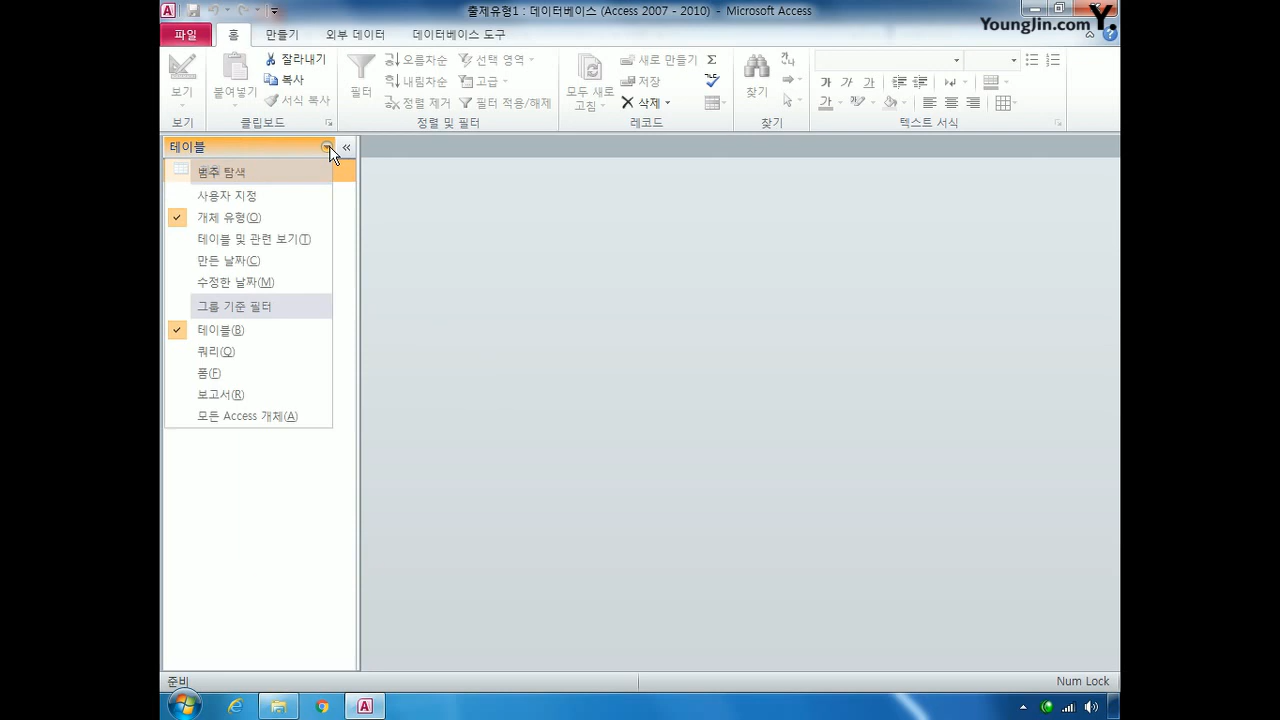 출제유형1 : 데이터베이스 (Access 2007 - 2010) - Microsoft Access
YoungJin.com Y.
파일 홈 만들기 외부 데이터 데이터베이스 도구
잘라내기 오름차순 선택 영역 새로 만들기
보기 붙여넣기 복사 필터 내림차순 고급 모두 새로 고침 저장 찾기 가 가 가
서식 복사 정렬 제거 필터 적용/해제 삭제 가
보기 클립보드 정렬 및 필터 레코드 찾기 텍스트 서식
테이블
범주 탐색
사용자 지정
개체 유형(O)
테이블 및 관련 보기(T)
만든 날짜(C)
수정한 날짜(M)
그룹 기준 필터
테이블(B)
쿼리(Q)
폼(F)
보고서(R)
모든 Access 개체(A)
준비 Num Lock